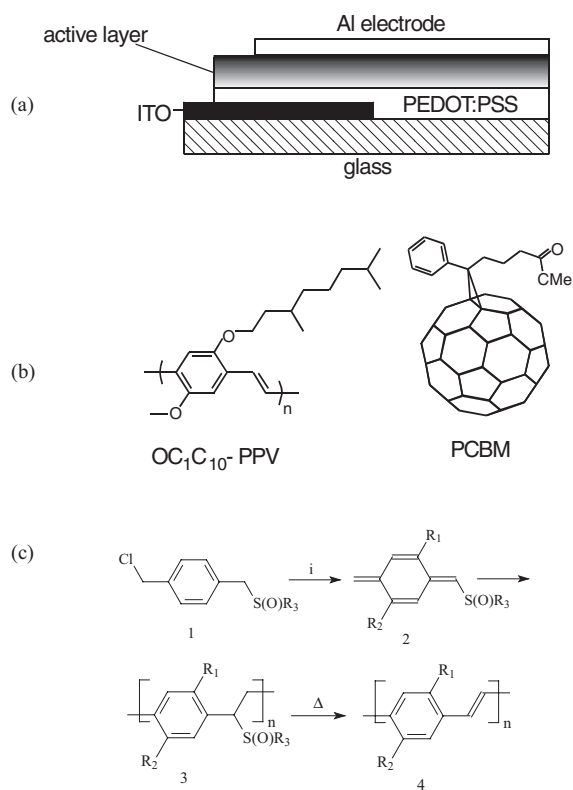 (a)
active layer
Al electrode
ITO
PEDOT:PSS
glass
(b)
O
O
n
OC₁C₁₀- PPV
O
CMe
PCBM
(c)
Cl
S(O)R₃
1
i
R₁
R₂
S(O)R₃
2
R₁
R₂
S(O)R₃
n
3
Δ
R₁
R₂
n
4